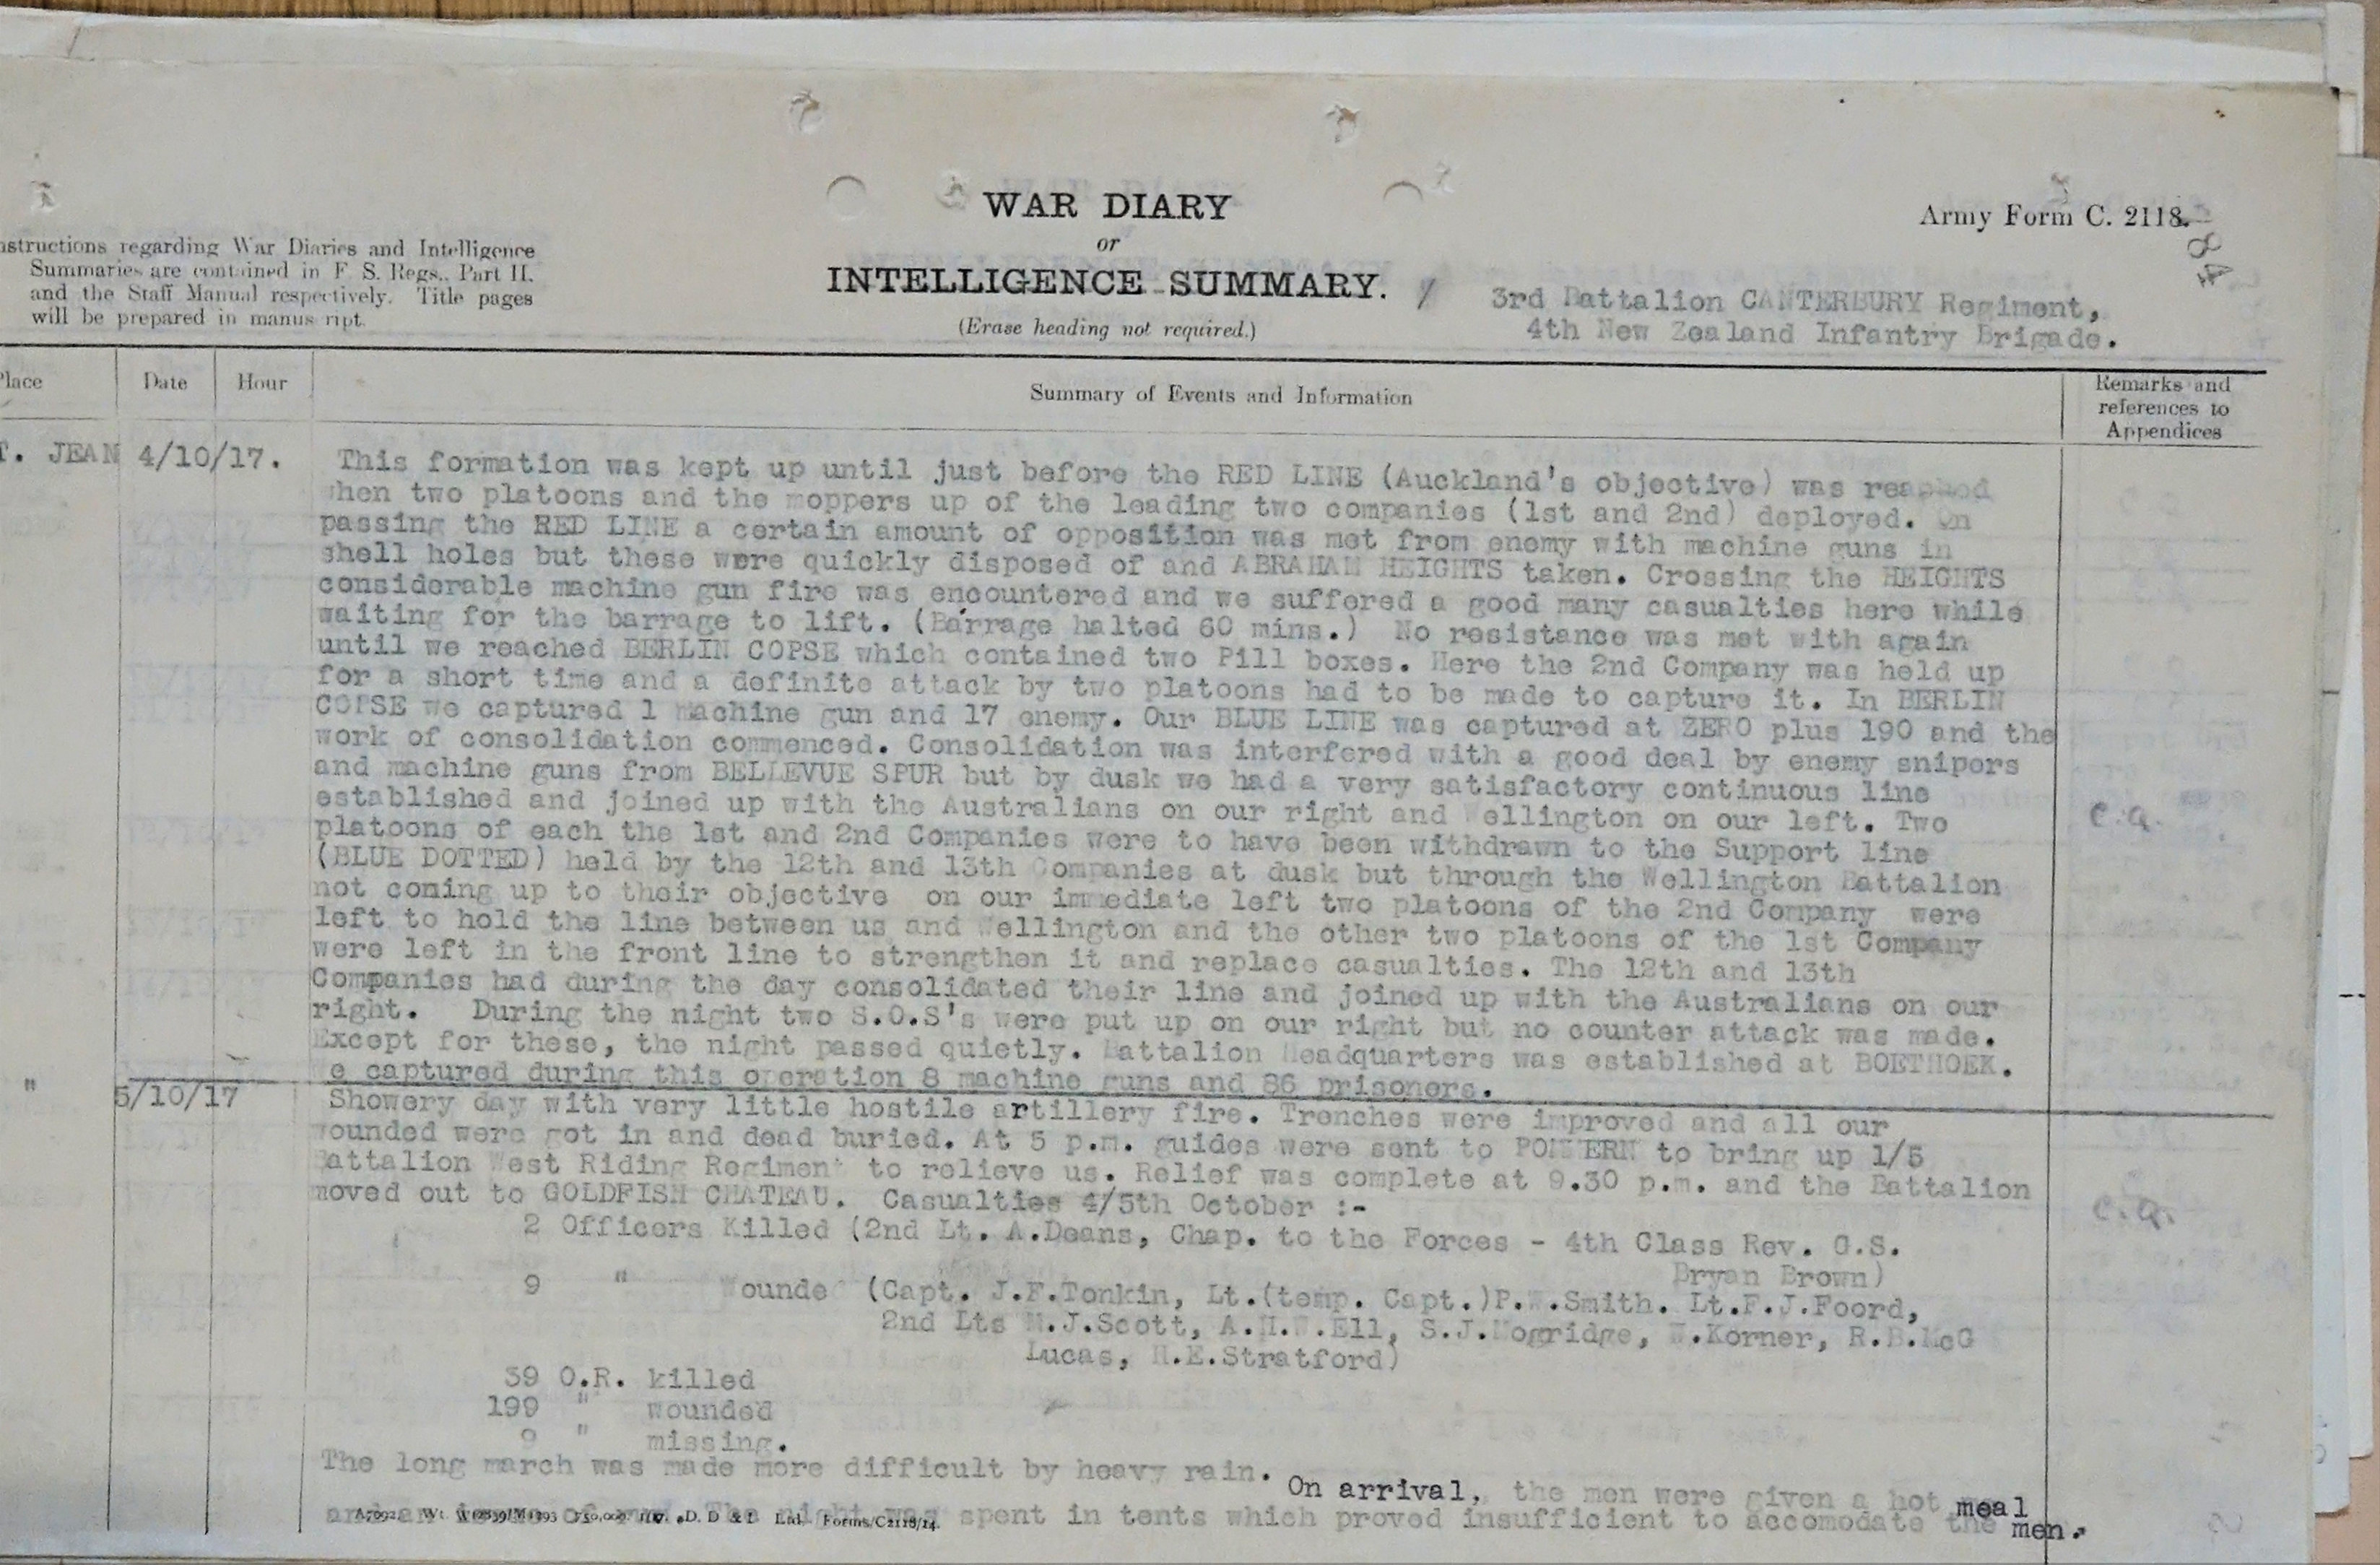 WAR DIARY
or
INTELLIGENCE SUMMARY.
(Erase heading not required.)
Army Form C. 2118.
nstructions regarding War Diaries and Intelligence
Summaries are contained in F. S. Regs., Part II.
and the Staff Manual respectively. Title pages
will be prepared in manus ript.
3rd Battalion CANTERBURY Regiment,
4th New Zealand Infantry Brigade.
Place Date Hour Summary of Events and Information
Remarks and
references to
Appendices
T. JEAN 4/10/17.
This formation was kept up until just before the RED LINE (Auckland's objective) was reached
when two platoons and the moppers up of the leading two companies (1st and 2nd) deployed. On
passing the RED LINE a certain amount of opposition was met from enemy with machine guns in
shell holes but these were quickly disposed of and ABRAHAM HEIGHTS taken. Crossing the HEIGHTS
considerable machine gun fire was encountered and we suffered a good many casualties here while
waiting for the barrage to lift. (Barrage halted 60 mins.) No resistance was met with again
until we reached BERLIN COPSE which contained two Pill boxes. Here the 2nd Company was held up
for a short time and a definite attack by two platoons had to be made to capture it. In BERLIN
COPSE we captured 1 machine gun and 17 enemy. Our BLUE LINE was captured at ZERO plus 190 and the
work of consolidation commenced. Consolidation was interfered with a good deal by enemy snipers
and machine guns from BELLEVUE SPUR but by dusk we had a very satisfactory continuous line
established and joined up with the Australians on our right and Wellington on our left. Two
platoons of each the 1st and 2nd Companies were to have been withdrawn to the Support line
(BLUE DOTTED) held by the 12th and 13th Companies at dusk but through the Wellington Battalion
not coming up to their objective on our immediate left two platoons of the 2nd Company were
left to hold the line between us and Wellington and the other two platoons of the 1st Company
were left in the front line to strengthen it and replace casualties. The 12th and 13th
Companies had during the day consolidated their line and joined up with the Australians on our
right. During the night two S.O.S's were put up on our right but no counter attack was made.
Except for these, the night passed quietly. Battalion Headquarters was established at BOETHOEK.
We captured during this operation 8 machine guns and 86 prisoners.
C.a.
" 5/10/17
Showery day with very little hostile artillery fire. Trenches were improved and all our
wounded were got in and dead buried. At 5 p.m. guides were sent to POMMERN to bring up 1/5
Battalion West Riding Regiment to relieve us. Relief was complete at 9.30 p.m. and the Battalion
moved out to GOLDFISH CHATEAU. Casualties 4/5th October :-
C.a.
2 Officers Killed (2nd Lt. A.Deans, Chap. to the Forces - 4th Class Rev. G.S.
Bryan Brown)
9 " Wounde (Capt. J.F.Tonkin, Lt.(temp. Capt.)P.W.Smith. Lt.F.J.Foord,
2nd Lts M.J.Scott, A.H.W.Ell, S.J.Mogridge, W.Korner, R.B.McG
Lucas, H.E.Stratford)
39 O.R. killed
199 " wounded
9 " missing.
The long march was made more difficult by heavy rain. On arrival, the men were given a hot meal
and an issue of rum. The night was spent in tents which proved insufficient to accomodate the men.
D. D & L. Ltd. Forms/C2118/14.